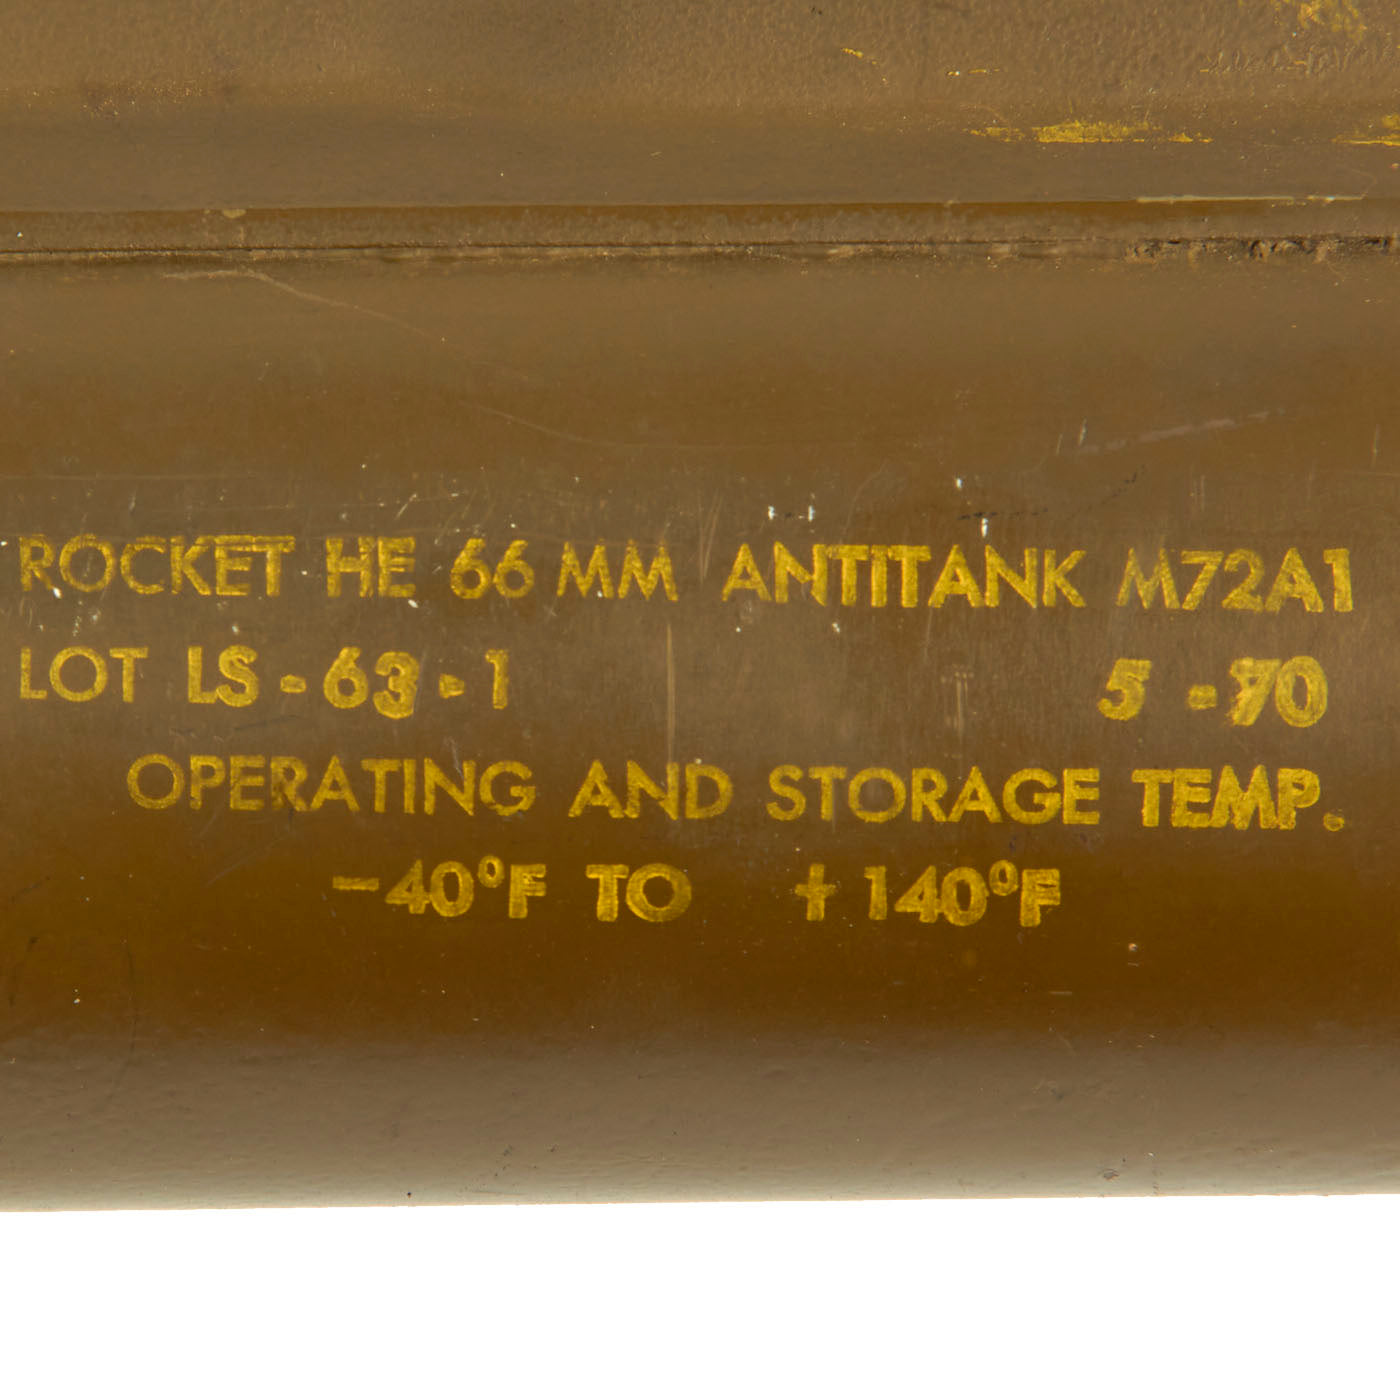 ROCKET HE 66 MM ANTITANK M72A1
LOT LS - 63 - 1 5 - 70
OPERATING AND STORAGE TEMP.
-40°F TO +140°F